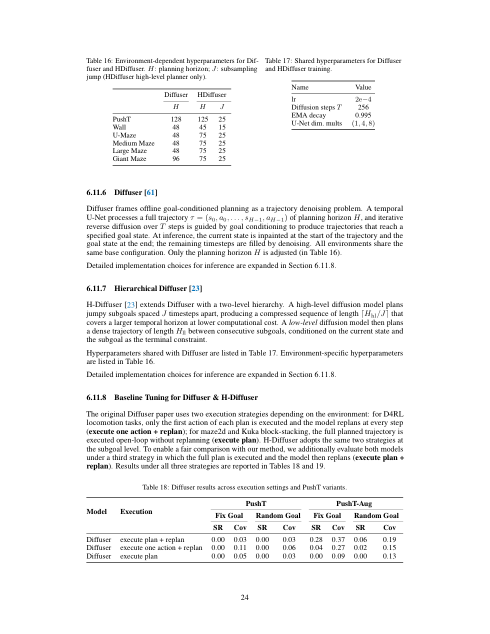 Table 16: Environment-dependent hyperparameters for Dif-
fuser and HDiffuser. H: planning horizon, J: subsampling
jump (HDiffuser high-level planner only).
Diffuser HDiffuser
H H J
PushT 128 125 25
Wall 48 45 15
U-Maze 48 75 25
Medium Maze 48 75 25
Large Maze 48 75 25
Giant Maze 96 75 25
Table 17: Shared hyperparameters for Diffuser
and HDiffuser training.
Name Value
lr 2e−4
Diffusion steps T 256
EMA decay 0.995
U-Net dim. mults (1, 4, 8)
6.11.6 Diffuser [61]
Diffuser frames offline goal-conditioned planning as a trajectory denoising problem. A temporal
U-Net processes a full trajectory τ = (s0, a0, . . . , sH−1, aH−1) of planning horizon H, and iterative
reverse diffusion over T steps is guided by goal conditioning to produce trajectories that reach a
specified goal state. At inference, the current state is inpainted at the start of the trajectory and the
goal state at the end; the remaining timesteps are filled by denoising. All environments share the
same base configuration. Only the planning horizon H is adjusted (in Table 16).
Detailed implementation choices for inference are expanded in Section 6.11.8.
6.11.7 Hierarchical Diffuser [23]
H-Diffuser [23] extends Diffuser with a two-level hierarchy. A high-level diffusion model plans
jumpy subgoals spaced J timesteps apart, producing a compressed sequence of length ⌈Hhi/J⌉ that
covers a larger temporal horizon at lower computational cost. A low-level diffusion model then plans
a dense trajectory of length Hll between consecutive subgoals, conditioned on the current state and
the subgoal as the terminal constraint.
Hyperparameters shared with Diffuser are listed in Table 17. Environment-specific hyperparameters
are listed in Table 16.
Detailed implementation choices for inference are expanded in Section 6.11.8.
6.11.8 Baseline Tuning for Diffuser & H-Diffuser
The original Diffuser paper uses two execution strategies depending on the environment: for D4RL
locomotion tasks, only the first action of each plan is executed and the model replans at every step
(execute one action + replan); for maze2d and Kuka block-stacking, the full planned trajectory is
executed open-loop without replanning (execute plan). H-Diffuser adopts the same two strategies at
the subgoal level. To enable a fair comparison with our method, we additionally evaluate both models
under a third strategy in which the full plan is executed and the model then replans (execute plan +
replan). Results under all three strategies are reported in Tables 18 and 19.
Table 18: Diffuser results across execution settings and PushT variants.
PushT PushT-Aug
Model Execution Fix Goal Random Goal Fix Goal Random Goal
SR Cov SR Cov SR Cov SR Cov
Diffuser execute plan + replan 0.00 0.03 0.00 0.03 0.28 0.37 0.06 0.19
Diffuser execute one action + replan 0.00 0.11 0.00 0.06 0.04 0.27 0.02 0.15
Diffuser execute plan 0.00 0.05 0.00 0.03 0.00 0.09 0.00 0.13
24